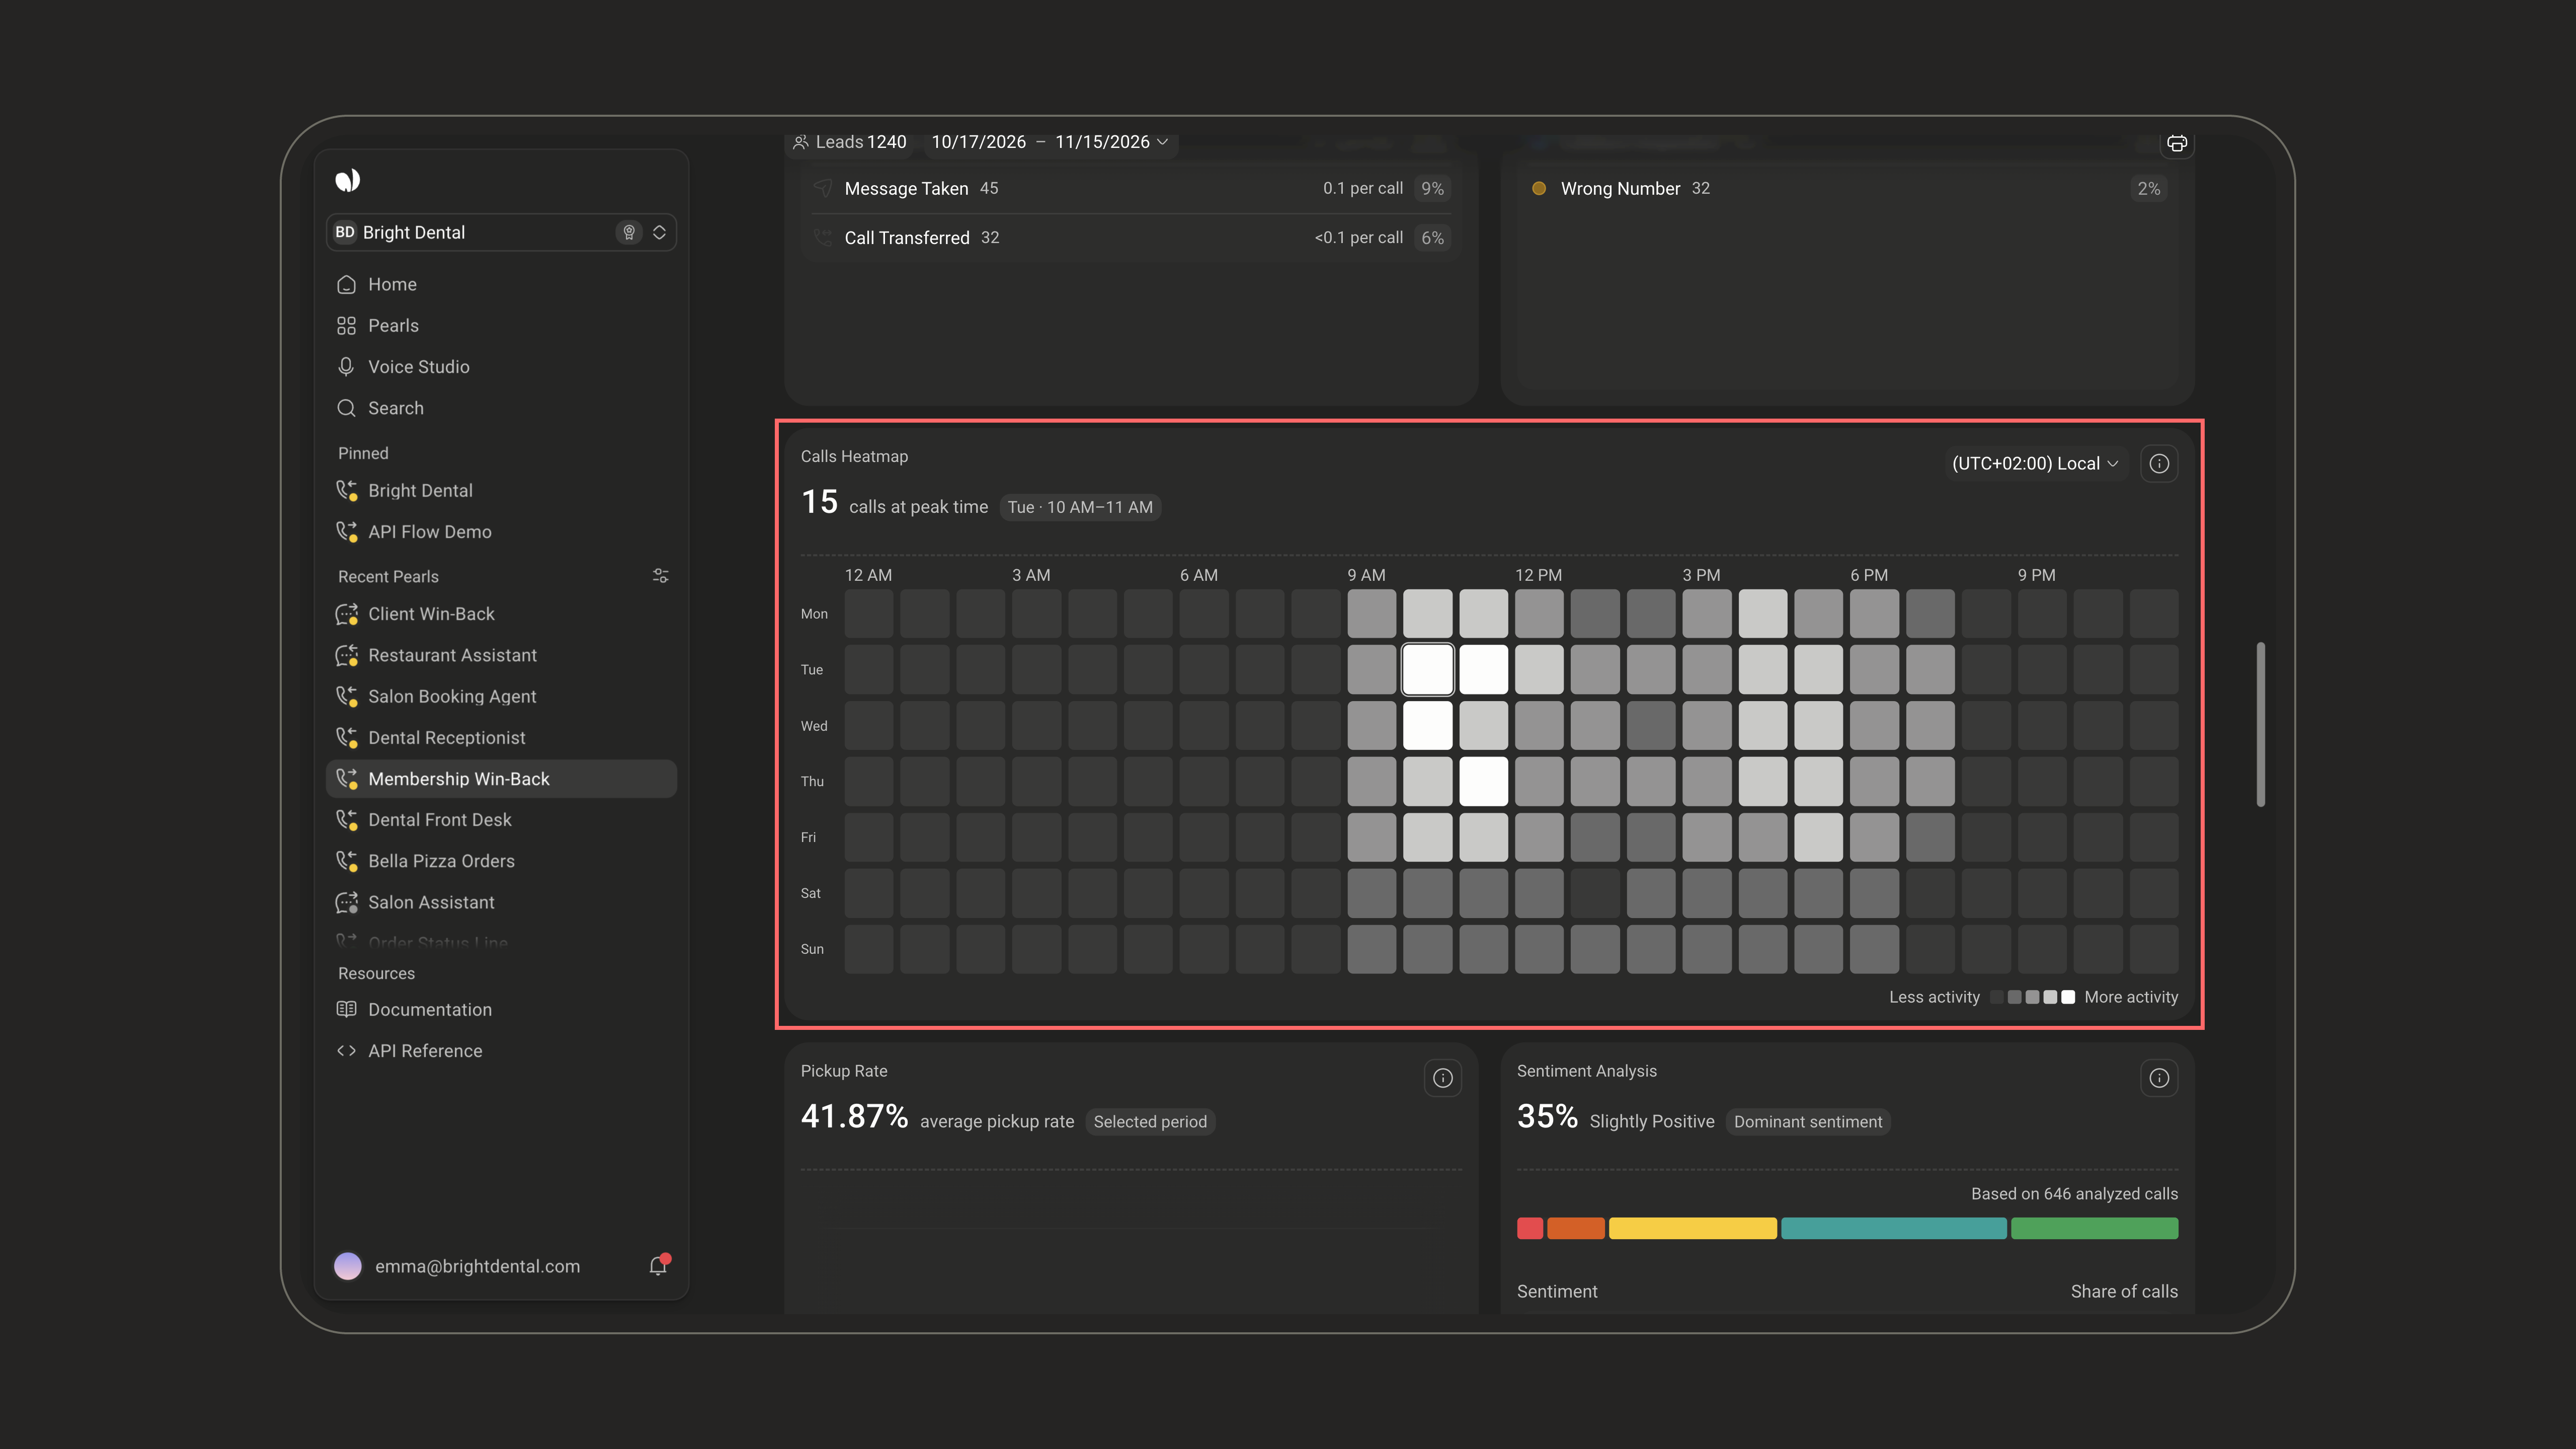 BD Bright Dental
Home
Pearls
Voice Studio
Search
Pinned
Bright Dental
API Flow Demo
Recent Pearls
Client Win-Back
Restaurant Assistant
Salon Booking Agent
Dental Receptionist
Membership Win-Back
Dental Front Desk
Bella Pizza Orders
Salon Assistant
Order Status Line
Resources
Documentation
API Reference
emma@brightdental.com
Leads 1240 10/17/2026 – 11/15/2026
Message Taken 45 0.1 per call 9%
Call Transferred 32 <0.1 per call 6%
Wrong Number 32 2%
Calls Heatmap
(UTC+02:00) Local
15 calls at peak time Tue · 10 AM–11 AM
12 AM 3 AM 6 AM 9 AM 12 PM 3 PM 6 PM 9 PM
Mon
Tue
Wed
Thu
Fri
Sat
Sun
Less activity More activity
Pickup Rate
41.87% average pickup rate Selected period
Sentiment Analysis
35% Slightly Positive Dominant sentiment
Based on 646 analyzed calls
Sentiment Share of calls